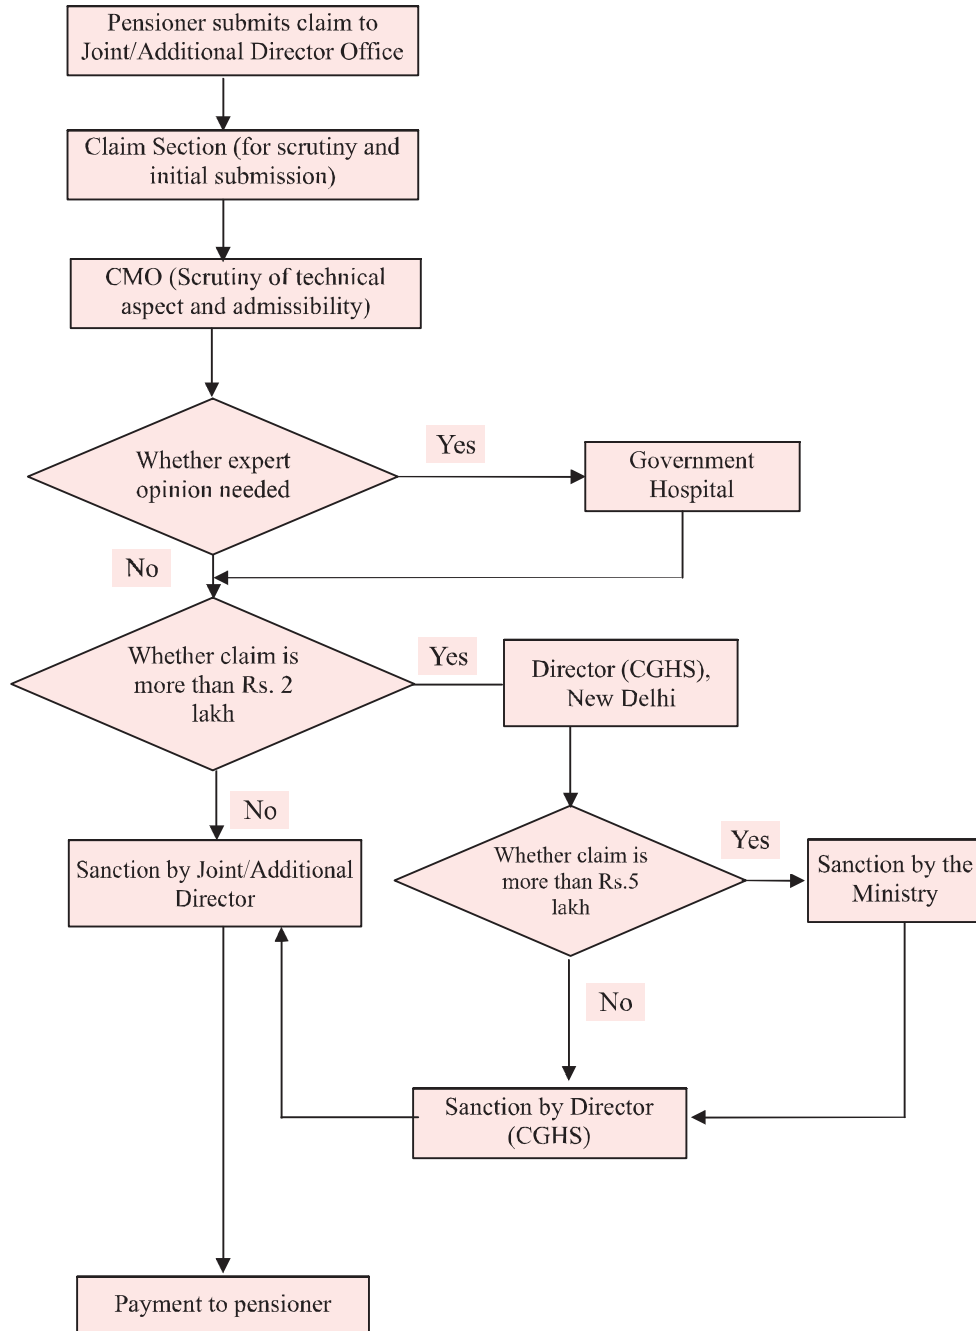 Pensioner submits claim to
Joint/Additional Director Office
Claim Section (for scrutiny and
initial submission)
CMO (Scrutiny of technical
aspect and admissibility)
Whether expert
opinion needed
Yes
Government
Hospital
No
Whether claim is
more than Rs. 2
lakh
Yes
Director (CGHS),
New Delhi
No
Sanction by Joint/Additional
Director
Whether claim is
more than Rs.5
lakh
Yes
Sanction by the
Ministry
No
Sanction by Director
(CGHS)
Payment to pensioner